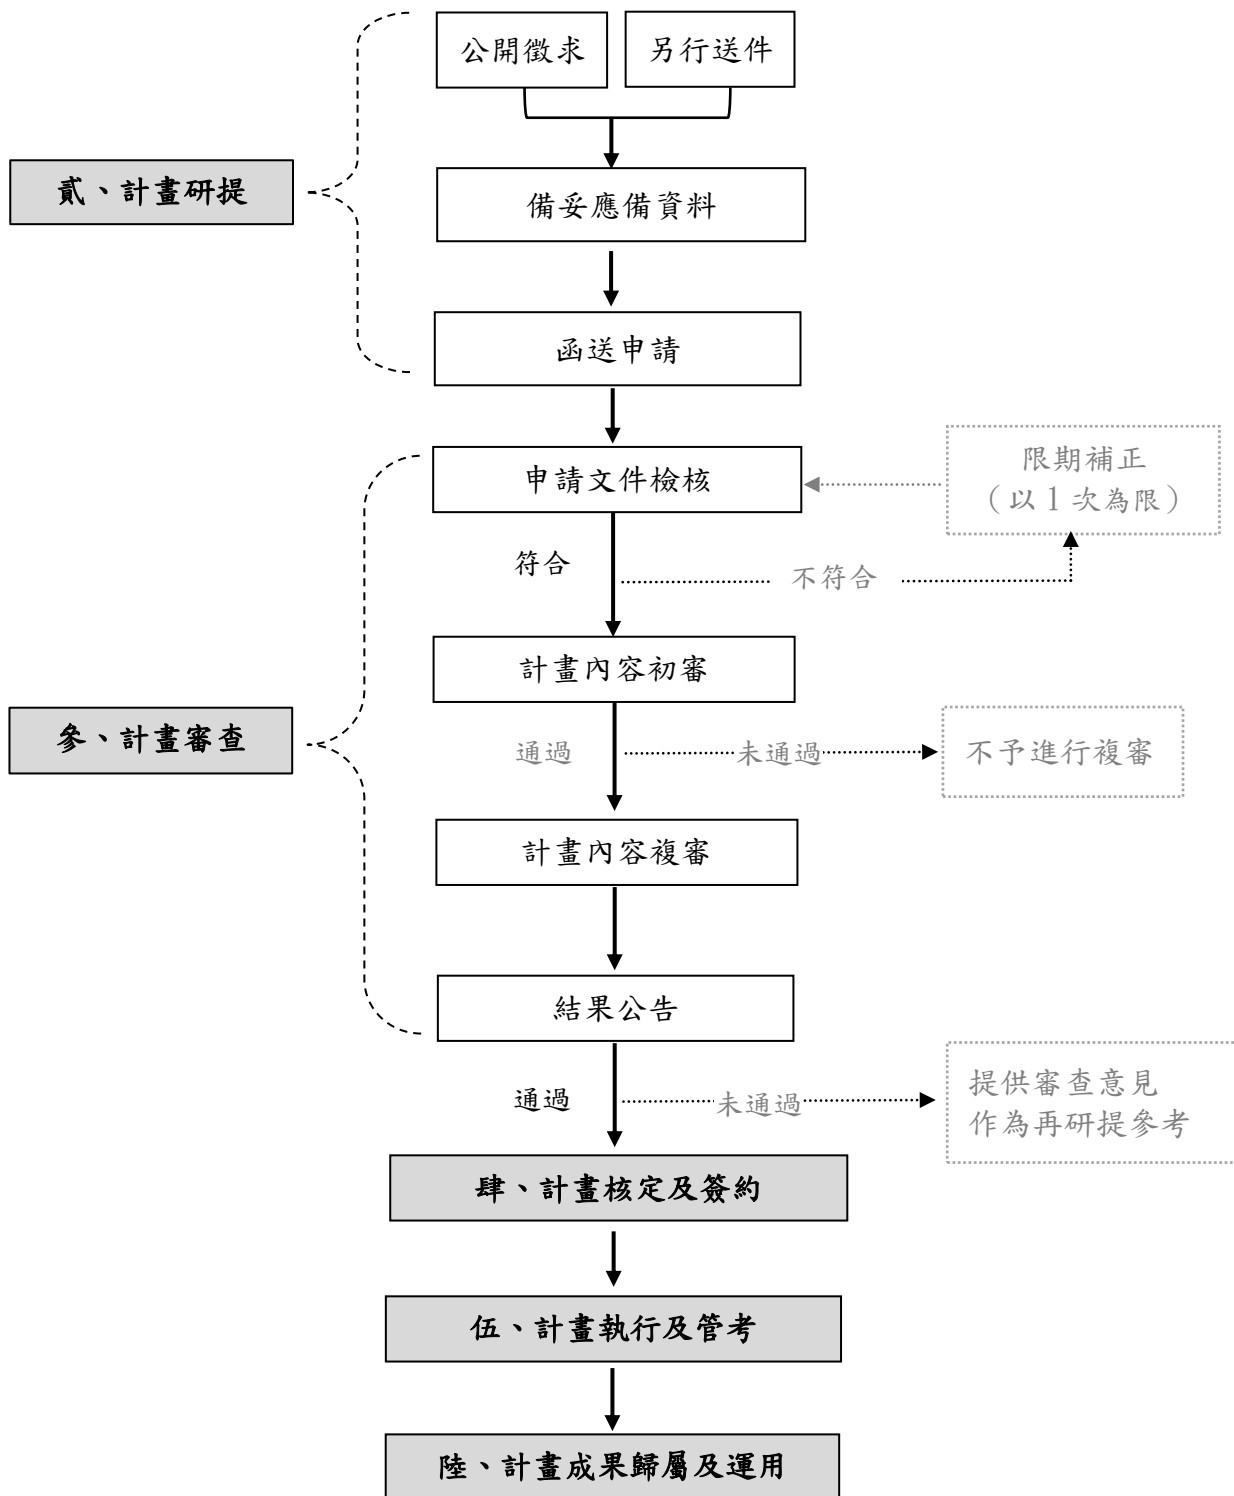 公開徵求
另行送件
貳、計畫研提
備妥應備資料
函送申請
申請文件檢核
限期補正
（以1次為限）
符合
不符合
計畫內容初審
參、計畫審查
通過
未通過
不予進行複審
計畫內容複審
結果公告
通過
未通過
提供審查意見
作為再研提參考
肆、計畫核定及簽約
伍、計畫執行及管考
陸、計畫成果歸屬及運用